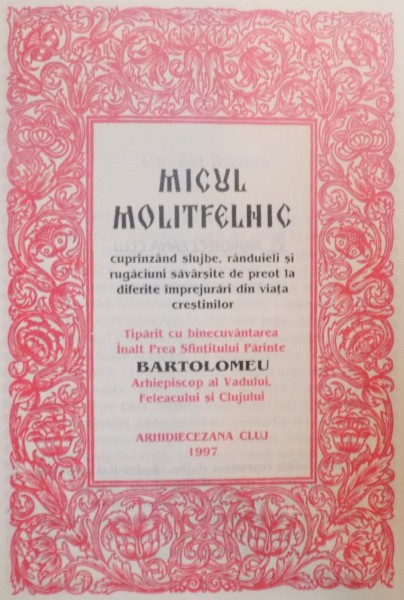 MICUL
MOLITFELNIC
cuprinzând slujbe, rânduieli și
rugăciuni săvârșite de preot la
diferite împrejurări din viața
creștinilor
Tipărit cu binecuvântarea
Înalt Prea Sfințitului Părinte
BARTOLOMEU
Arhiepiscop al Vadului,
Feleacului și Clujului
ARHIDIECEZANA CLUJ
1997